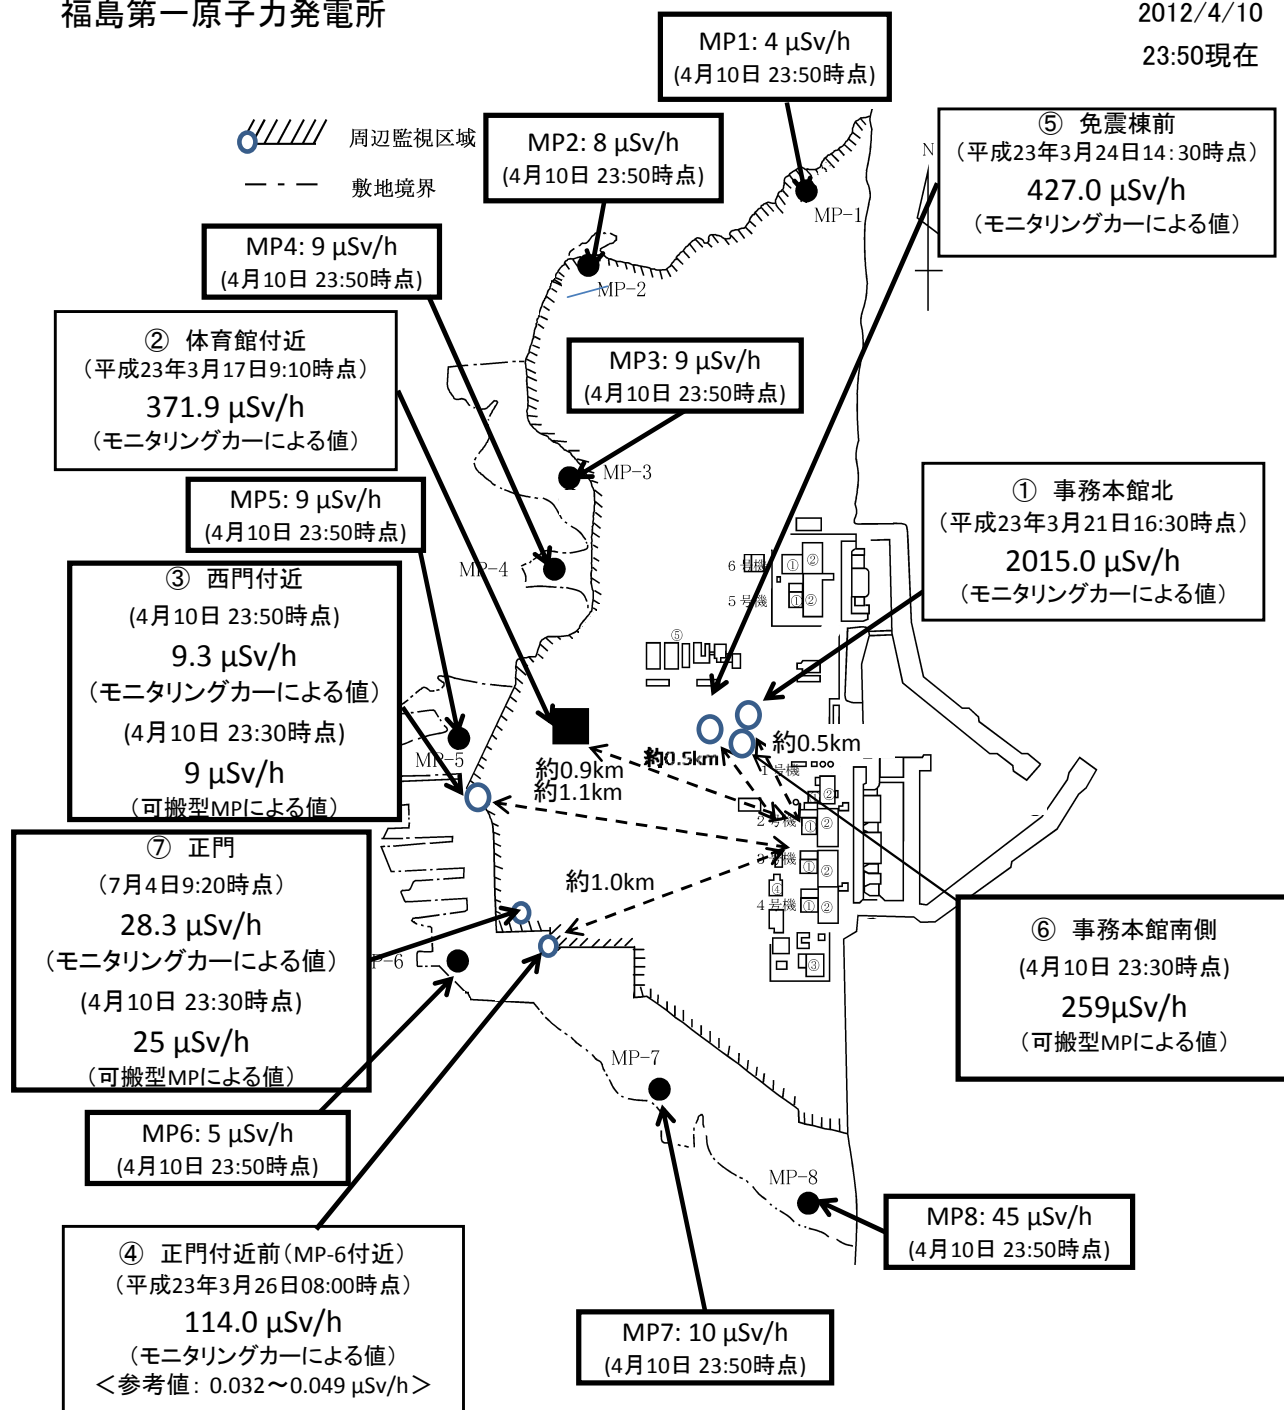 福島第一原子力発電所
2012/4/10
23:50現在
MP1: 4 μSv/h
(4月10日 23:50時点)
周辺監視区域
敷地境界
MP2: 8 μSv/h
(4月10日 23:50時点)
⑤ 免震棟前
（平成23年3月24日14:30時点）
427.0 μSv/h
（モニタリングカーによる値）
N
MP-1
MP4: 9 μSv/h
(4月10日 23:50時点)
MP-2
② 体育館付近
（平成23年3月17日9:10時点）
371.9 μSv/h
（モニタリングカーによる値）
MP3: 9 μSv/h
(4月10日 23:50時点)
MP-3
MP5: 9 μSv/h
(4月10日 23:50時点)
① 事務本館北
（平成23年3月21日16:30時点）
2015.0 μSv/h
（モニタリングカーによる値）
MP-4
6号機
①
②
5号機
①
②
⑤
③ 西門付近
(4月10日 23:50時点)
9.3 μSv/h
（モニタリングカーによる値）
(4月10日 23:30時点)
9 μSv/h
（可搬型MPによる値）
MP-5
約0.9km
約1.1km
約0.5km
約0.5km
1号機
②
2号機
①
②
3号機
①
②
④
4号機
①
②
③
⑦ 正門
(7月4日9:20時点)
28.3 μSv/h
（モニタリングカーによる値）
(4月10日 23:30時点)
25 μSv/h
（可搬型MPによる値）
約1.0km
P-6
⑥ 事務本館南側
(4月10日 23:30時点)
259μSv/h
（可搬型MPによる値）
MP-7
MP6: 5 μSv/h
(4月10日 23:50時点)
MP-8
MP8: 45 μSv/h
(4月10日 23:50時点)
④ 正門付近前（MP-6付近）
（平成23年3月26日08:00時点）
114.0 μSv/h
（モニタリングカーによる値）
＜参考値: 0.032～0.049 μSv/h＞
MP7: 10 μSv/h
(4月10日 23:50時点)